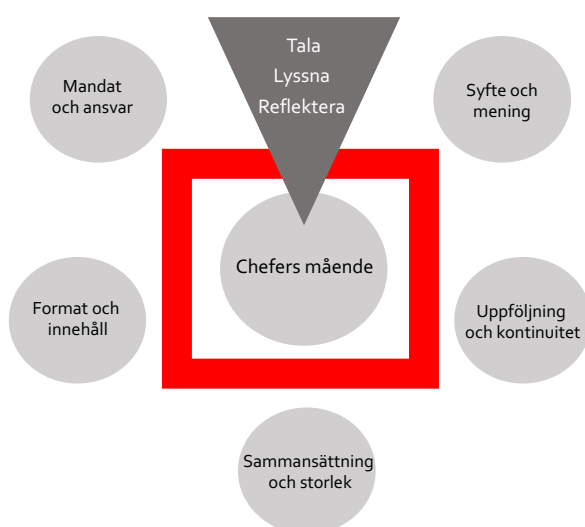 Tala
Lyssna
Reflektera
Mandat
och ansvar
Syfte och
mening
Chefers mående
Format och
innehåll
Uppföljning
och kontinuitet
Sammansättning
och storlek